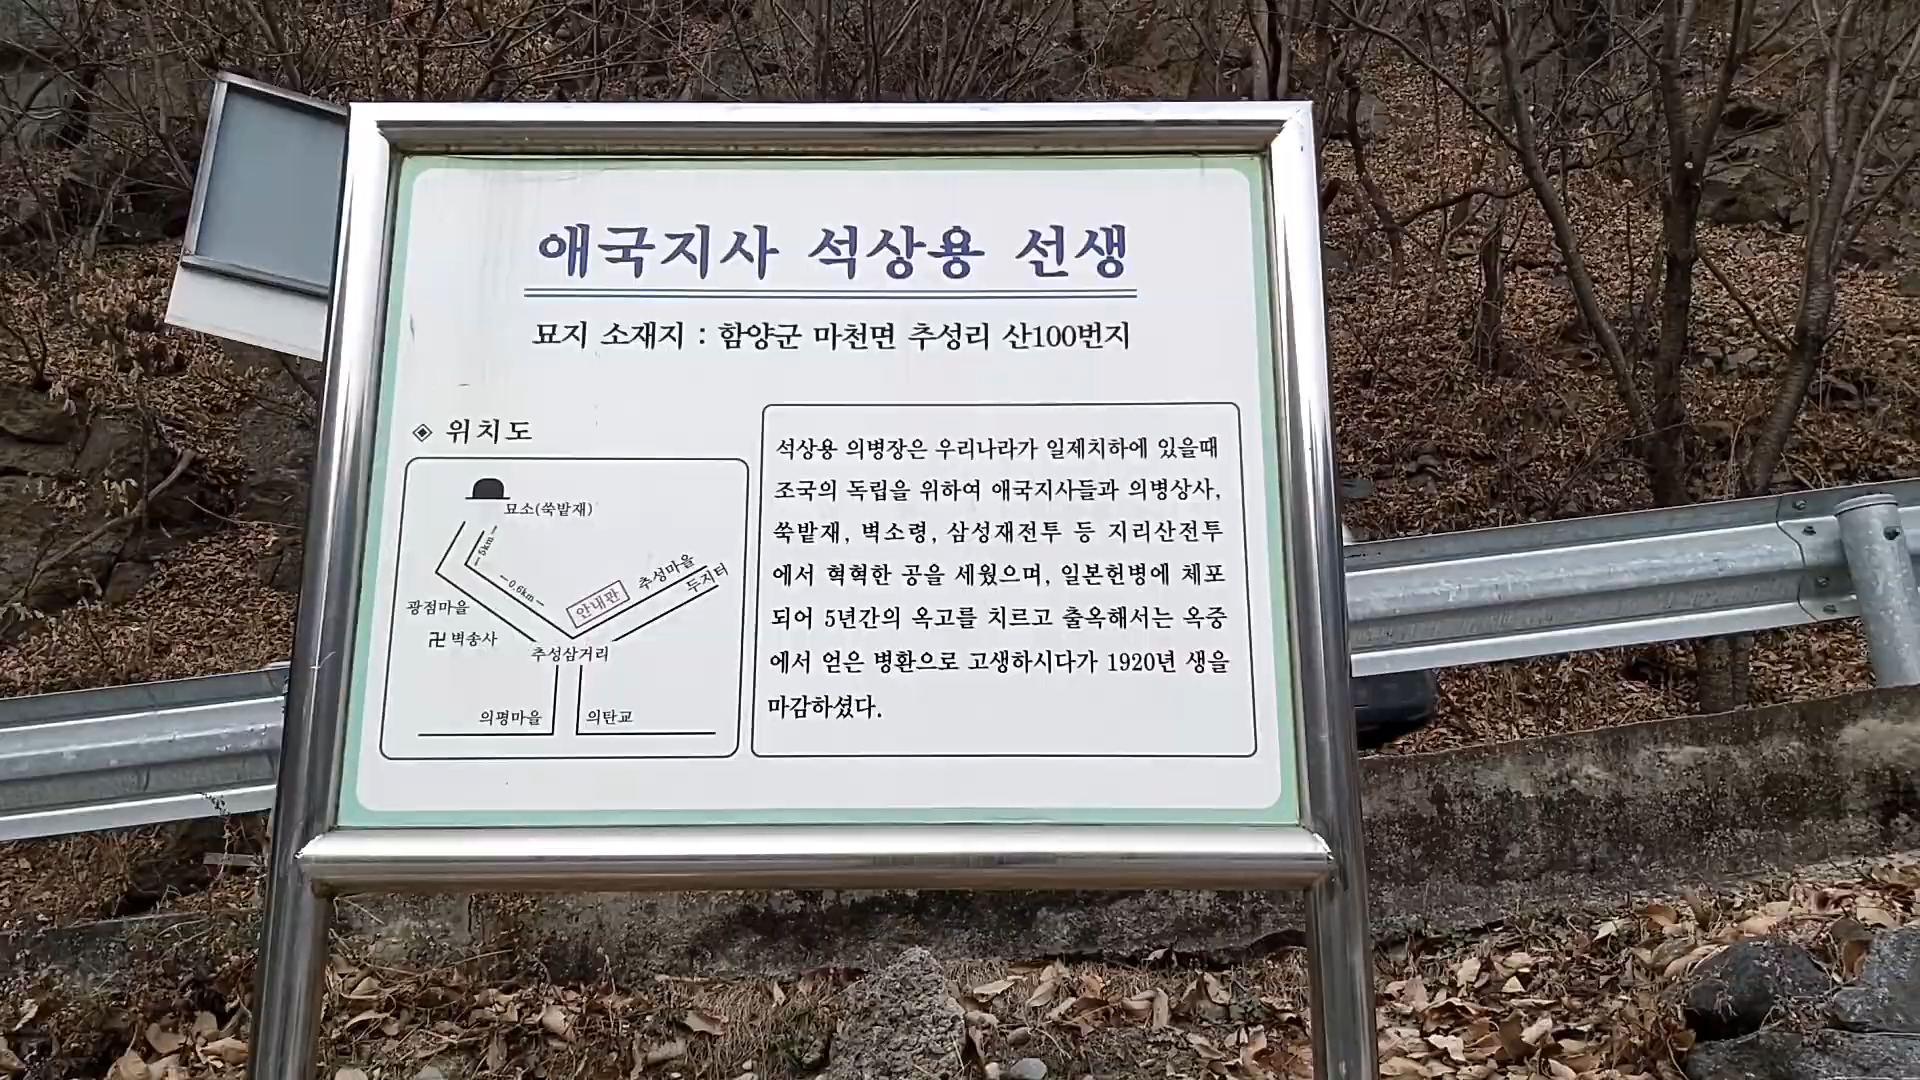 애국지사 석상용 선생
묘지 소재지 : 함양군 마천면 추성리 산100번지
◈ 위치도
묘소(쑥밭재)
5km
0.6km
추성마을
두지터
안내판
광점마을
卍 벽송사
추성삼거리
의평마을
의탄교
석상용 의병장은 우리나라가 일제치하에 있을때
조국의 독립을 위하여 애국지사들과 의병상사,
쑥밭재, 벽소령, 삼성재전투 등 지리산전투
에서 혁혁한 공을 세웠으며, 일본헌병에 체포
되어 5년간의 옥고를 치르고 출옥해서는 옥중
에서 얻은 병환으로 고생하시다가 1920년 생을
마감하셨다.